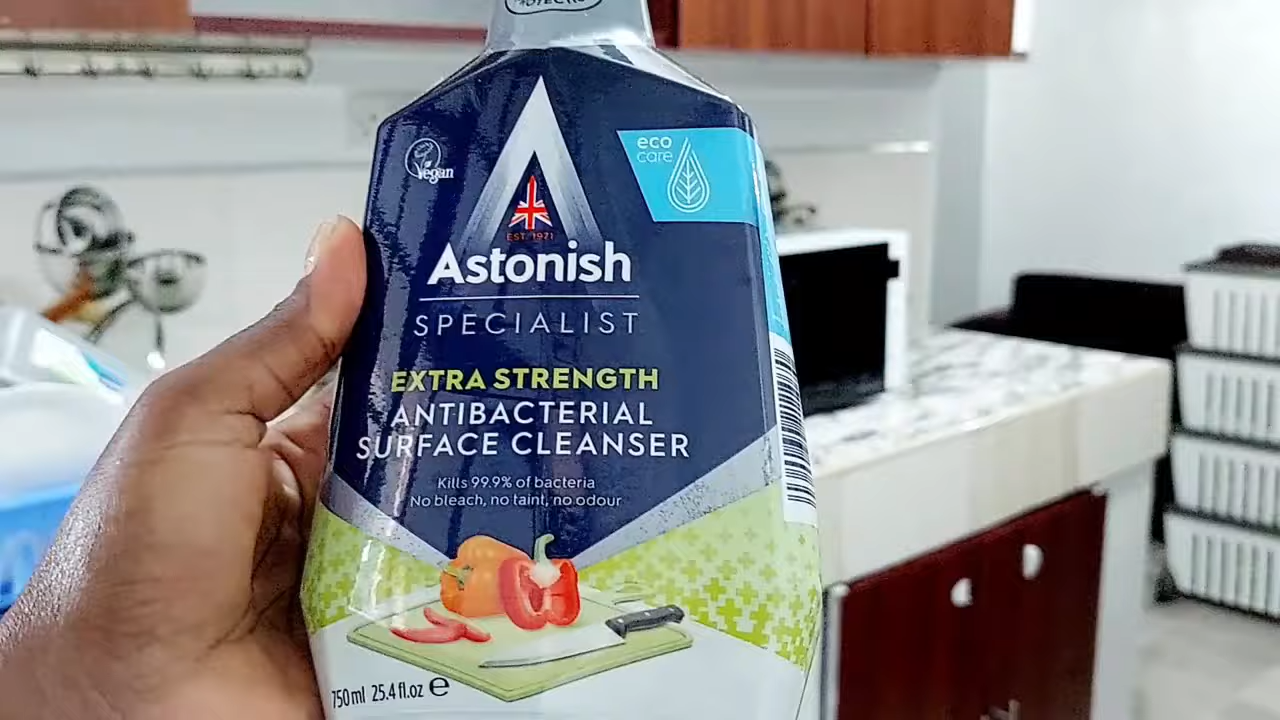 Vegan
eco
care
EST. 1971
Astonish
SPECIALIST
EXTRA STRENGTH
ANTIBACTERIAL
SURFACE CLEANSER
Kills 99.9% of bacteria
No bleach, no taint, no odour
750ml 25.4 fl.oz e